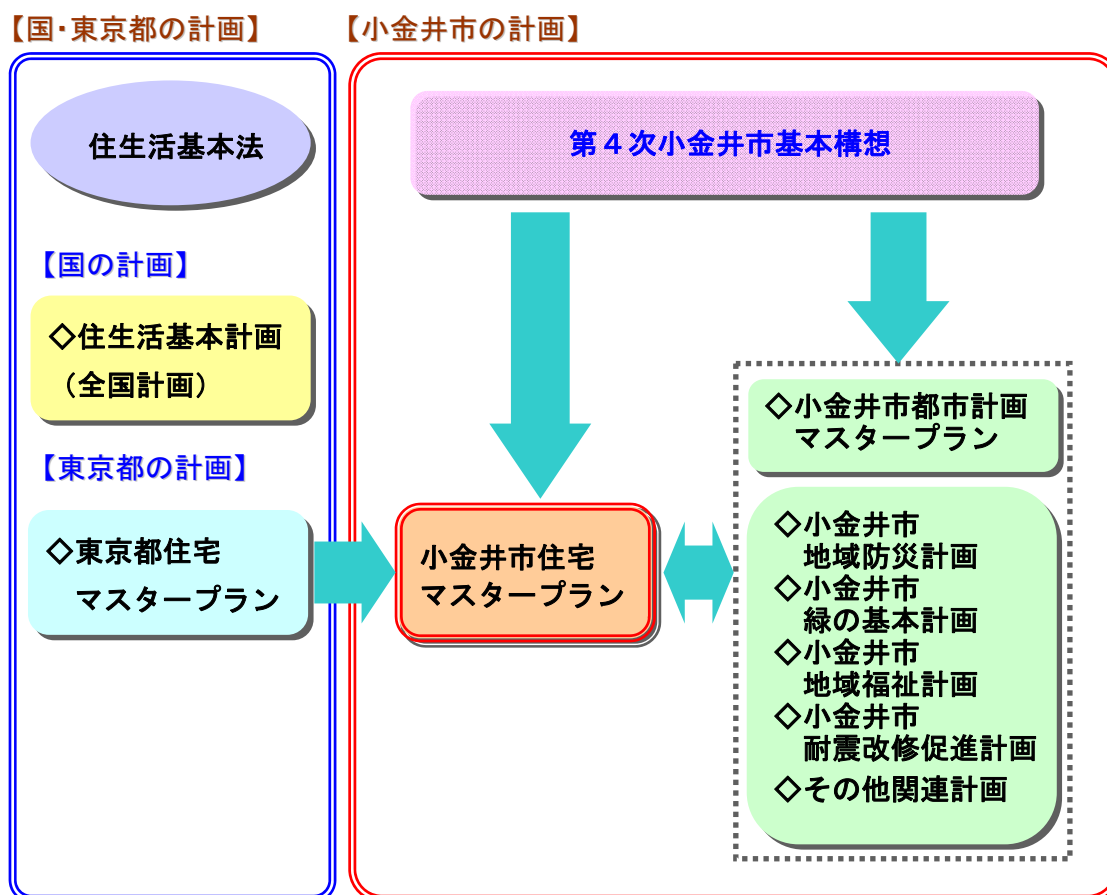 【国・東京都の計画】
住生活基本法
【国の計画】
◇住生活基本計画
（全国計画）
【東京都の計画】
◇東京都住宅
マスタープラン
【小金井市の計画】
第４次小金井市基本構想
小金井市住宅
マスタープラン
◇小金井市都市計画
マスタープラン
◇小金井市
地域防災計画
◇小金井市
緑の基本計画
◇小金井市
地域福祉計画
◇小金井市
耐震改修促進計画
◇その他関連計画